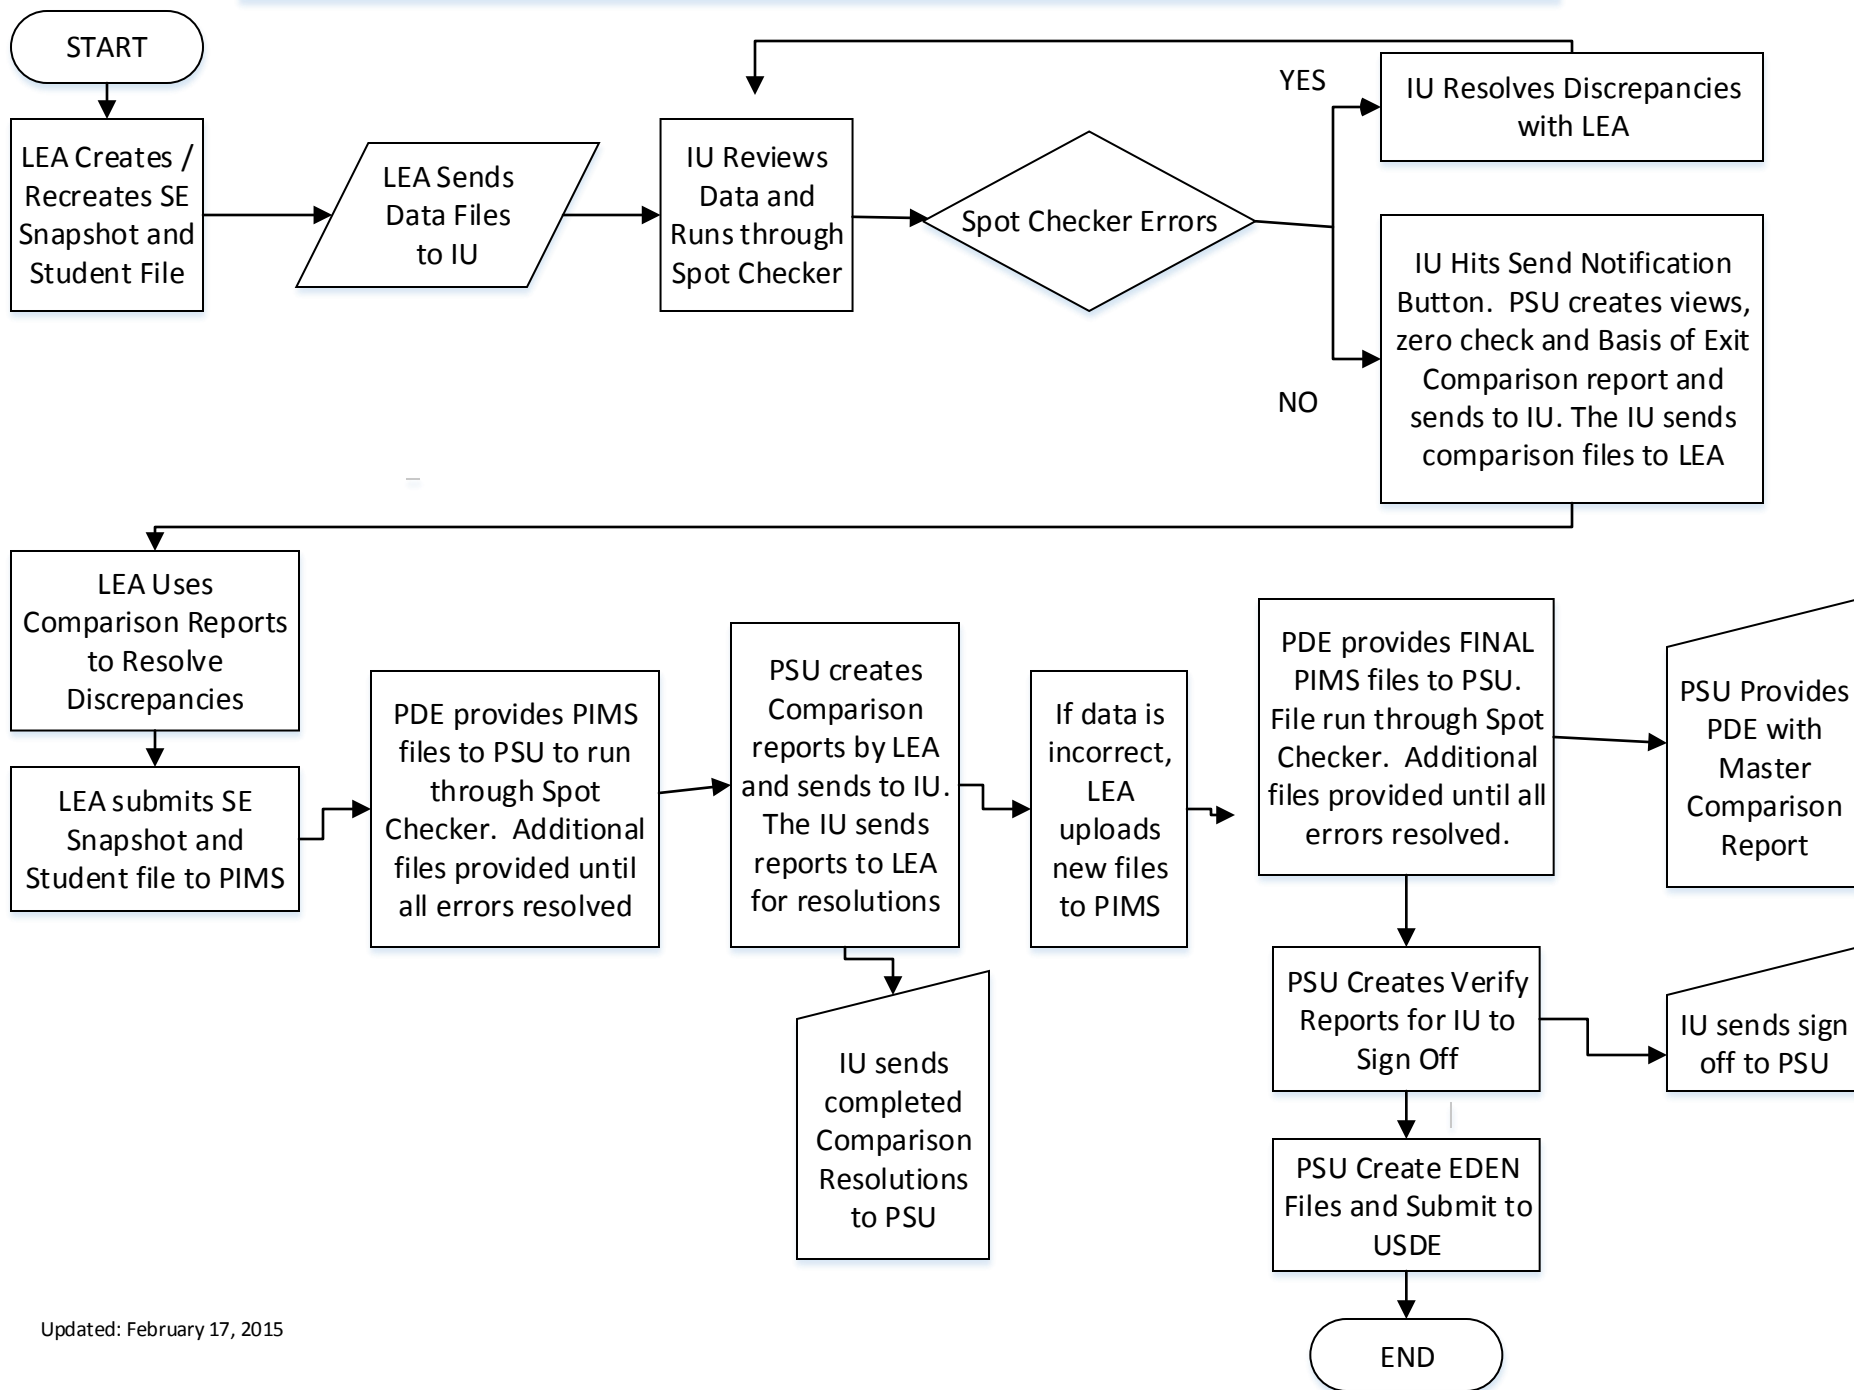 START
LEA Creates /
Recreates SE
Snapshot and
Student File
LEA Sends
Data Files
to IU
IU Reviews
Data and
Runs through
Spot Checker
Spot Checker Errors
YES
IU Resolves Discrepancies
with LEA
NO
IU Hits Send Notification
Button.  PSU creates views,
zero check and Basis of Exit
Comparison report and
sends to IU. The IU sends
comparison files to LEA
LEA Uses
Comparison Reports
to Resolve
Discrepancies
LEA submits SE
Snapshot and
Student file to PIMS
PDE provides PIMS
files to PSU to run
through Spot
Checker.  Additional
files provided until
all errors resolved
PSU creates
Comparison
reports by LEA
and sends to IU.
The IU sends
reports to LEA
for resolutions
IU sends
completed
Comparison
Resolutions
to PSU
If data is
incorrect,
LEA
uploads
new files
to PIMS
PDE provides FINAL
PIMS files to PSU.
File run through Spot
Checker.  Additional
files provided until all
errors resolved.
PSU Provides
PDE with
Master
Comparison
Report
PSU Creates Verify
Reports for IU to
Sign Off
IU sends sign
off to PSU
PSU Create EDEN
Files and Submit to
USDE
END
Updated: February 17, 2015